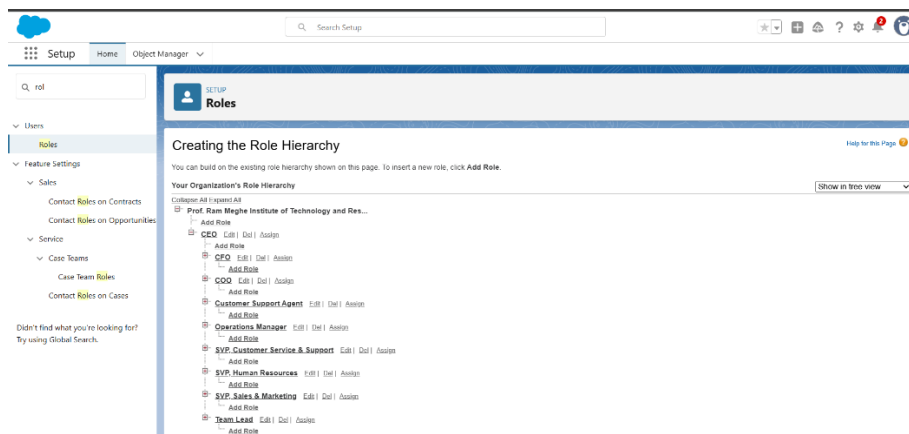 Search Setup
2
Setup Home Object Manager
rol
Users
Roles
Feature Settings
Sales
Contact Roles on Contracts
Contact Roles on Opportunities
Service
Case Teams
Case Team Roles
Contact Roles on Cases
Didn't find what you're looking for?
Try using Global Search.
SETUP
Roles
Creating the Role Hierarchy
Help for this Page
You can build on the existing role hierarchy shown on this page. To insert a new role, click Add Role.
Your Organization's Role Hierarchy
Show in tree view
Collapse All Expand All
Prof. Ram Meghe Institute of Technology and Res...
Add Role
CEO Edit | Del | Assign
Add Role
CFO Edit | Del | Assign
Add Role
COO Edit | Del | Assign
Add Role
Customer Support Agent Edit | Del | Assign
Add Role
Operations Manager Edit | Del | Assign
Add Role
SVP, Customer Service & Support Edit | Del | Assign
Add Role
SVP, Human Resources Edit | Del | Assign
Add Role
SVP, Sales & Marketing Edit | Del | Assign
Add Role
Team Lead Edit | Del | Assign
Add Role